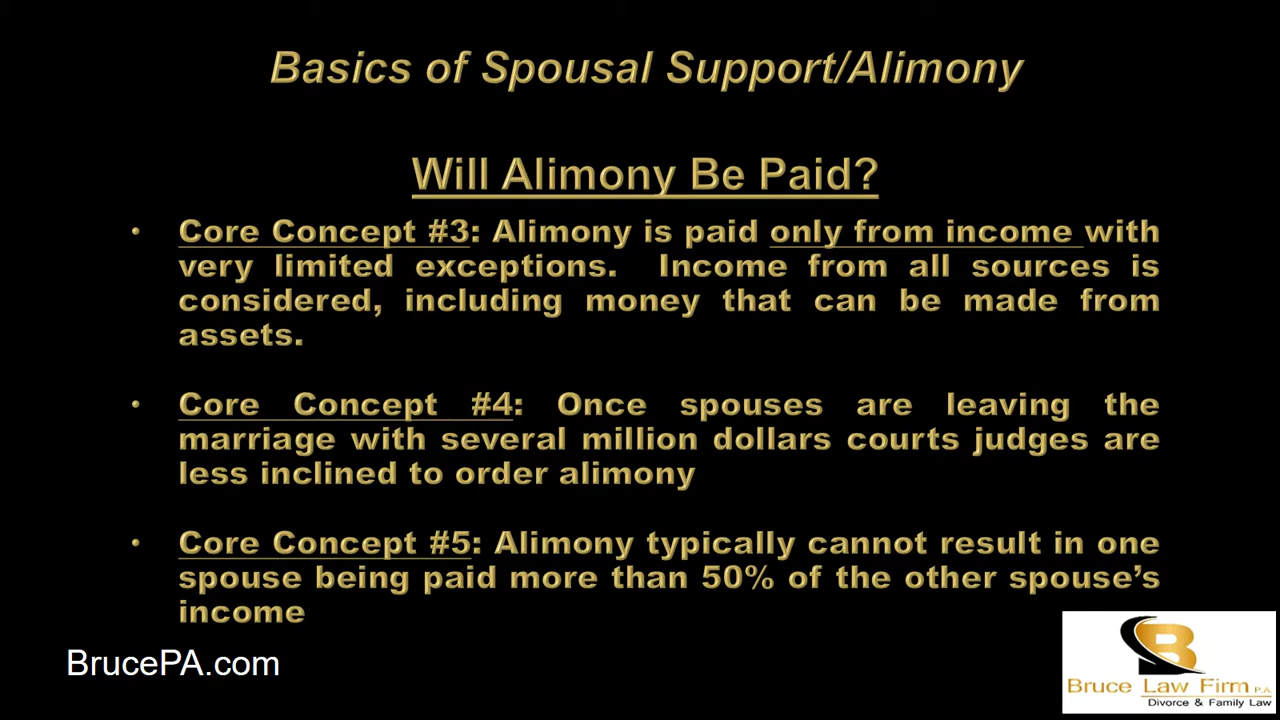 Basics of Spousal Support/Alimony
Will Alimony Be Paid?
• Core Concept #3: Alimony is paid only from income with
very limited exceptions. Income from all sources is
considered, including money that can be made from
assets.
• Core Concept #4: Once spouses are leaving the
marriage with several million dollars courts judges are
less inclined to order alimony
• Core Concept #5: Alimony typically cannot result in one
spouse being paid more than 50% of the other spouse’s
income
BrucePA.com
B
Bruce Law Firm P.A.
Divorce & Family Law